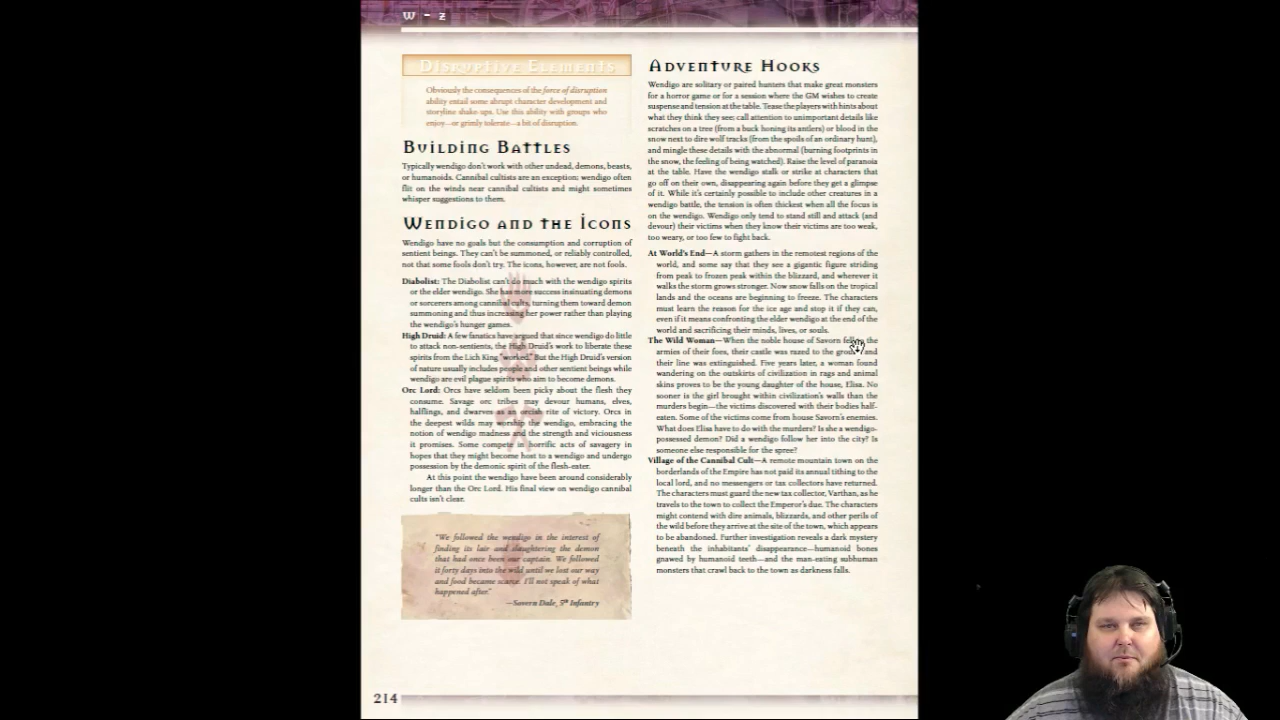 W - Z
Disruptive Elements
Obviously the consequences of the force of disruption
ability entail some abrupt character development and
storyline shake-ups. Use this ability with groups who
enjoy—or grimly tolerate—a bit of disruption.
Building Battles
Typically wendigo don't work with other undead, demons, beasts,
or humanoids. Cannibal cultists are an exception; wendigo often
flit on the winds near cannibal cultists and might sometimes
whisper suggestions to them.
Wendigo and the Icons
Wendigo have no goals but the consumption and corruption of
sentient beings. They can't be summoned, or reliably controlled,
not that some fools don't try. The icons, however, are not fools.
Diabolist: The Diabolist can't do much with the wendigo spirits
or the elder wendigo. She has more success insinuating demons
or sorcerers among cannibal cults, turning them toward demon
summoning and thus increasing her power rather than playing
the wendigo's hunger games.
High Druid: A few fanatics have argued that since wendigo do little
to attack non-sentients, the High Druid's work to liberate these
spirits from the Lich King "worked." But the High Druid's version
of nature usually includes people and other sentient beings while
wendigo are evil plague spirits who aim to become demons.
Orc Lord: Orcs have seldom been picky about the flesh they
consume. Savage orc tribes may devour humans, elves,
halflings, and dwarves as an orcish rite of victory. Orcs in
the deepest wilds may worship the wendigo, embracing the
notion of wendigo madness and the strength and viciousness
it promises. Some compete in horrific acts of savagery in
hopes that they might become host to a wendigo and undergo
possession by the demonic spirit of the flesh-eater.
At this point the wendigo have been around considerably
longer than the Orc Lord. His final view on wendigo cannibal
cults isn't clear.
"We followed the wendigo in the interest of
finding its lair and slaughtering the demon
that had once been our captain. We followed
it forty days into the wild until we lost our way
and food became scarce. I'll not speak of what
happened after."
—Savern Dale, 5th Infantry
214
Adventure Hooks
Wendigo are solitary or paired hunters that make great monsters
for a horror game or for a session where the GM wishes to create
suspense and tension at the table. Tease the players with hints about
what they think they see; call attention to unimportant details like
scratches on a tree (from a buck honing its antlers) or blood in the
snow next to dire wolf tracks (from the spoils of an ordinary hunt),
and mingle these details with the abnormal (burning footprints in
the snow, the feeling of being watched). Raise the level of paranoia
at the table. Have the wendigo stalk or strike at characters that
go off on their own, disappearing again before they get a glimpse
of it. While it's certainly possible to include other creatures in a
wendigo battle, the tension is often thickest when all the focus is
on the wendigo. Wendigo only tend to stand still and attack (and
devour) their victims when they know their victims are too weak,
too weary, or too few to fight back.
At World's End—A storm gathers in the remotest regions of the
world, and some say that they see a gigantic figure striding
from peak to frozen peak within the blizzard, and wherever it
walks the storm grows stronger. Now snow falls on the tropical
lands and the oceans are beginning to freeze. The characters
must learn the reason for the ice age and stop it if they can,
even if it means confronting the elder wendigo at the end of the
world and sacrificing their minds, lives, or souls.
The Wild Woman—When the noble house of Savorn fell to the
armies of their foes, their castle was razed to the ground and
their line was extinguished. Five years later, a woman found
wandering on the outskirts of civilization in rags and animal
skins proves to be the young daughter of the house, Elisa. No
sooner is the girl brought within civilization's walls than the
murders begin—the victims discovered with their bodies half-
eaten. Some of the victims come from house Savorn's enemies.
What does Elisa have to do with the murders? Is she a wendigo-
possessed demon? Did a wendigo follow her into the city? Is
someone else responsible for the spree?
Village of the Cannibal Cult—A remote mountain town on the
borderlands of the Empire has not paid its annual tithing to the
local lord, and no messengers or tax collectors have returned.
The characters must guard the new tax collector, Varthan, as he
travels to the town to collect the Emperor's due. The characters
might contend with dire animals, blizzards, and other perils of
the wild before they arrive at the site of the town, which appears
to be abandoned. Further investigation reveals a dark mystery
beneath the inhabitants' disappearance—humanoid bones
gnawed by humanoid teeth—and the man-eating subhuman
monsters that crawl back to the town as darkness falls.